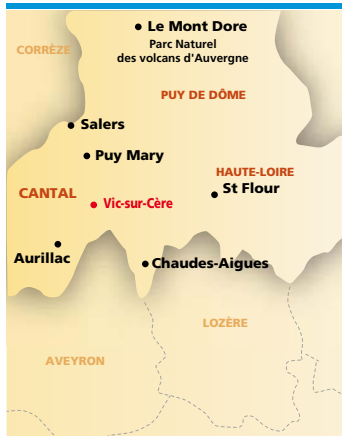 Le Mont Dore
Parc Naturel
des volcans d'Auvergne
CORRÈZE
PUY DE DÔME
Salers
Puy Mary
HAUTE-LOIRE
CANTAL
St Flour
Vic-sur-Cère
Aurillac
Chaudes-Aigues
LOZÈRE
AVEYRON